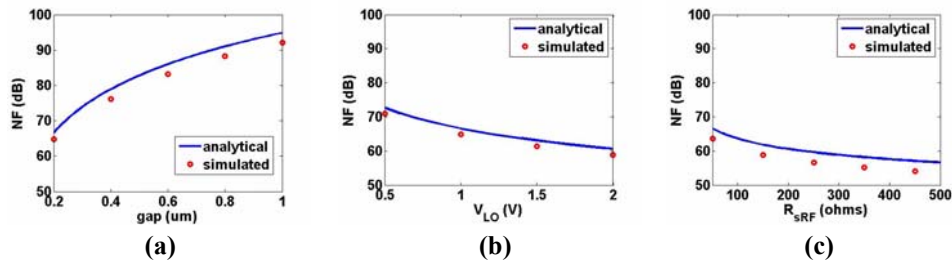 100
90
80
70
60
50
NF (dB)
0.2 0.4 0.6 0.8 1
gap (um)
analytical
simulated
(a)
100
90
80
70
60
50
NF (dB)
0.5 1 1.5 2
V_LO (V)
analytical
simulated
(b)
100
90
80
70
60
50
NF (dB)
100 200 300 400 500
R_sRF (ohms)
analytical
simulated
(c)